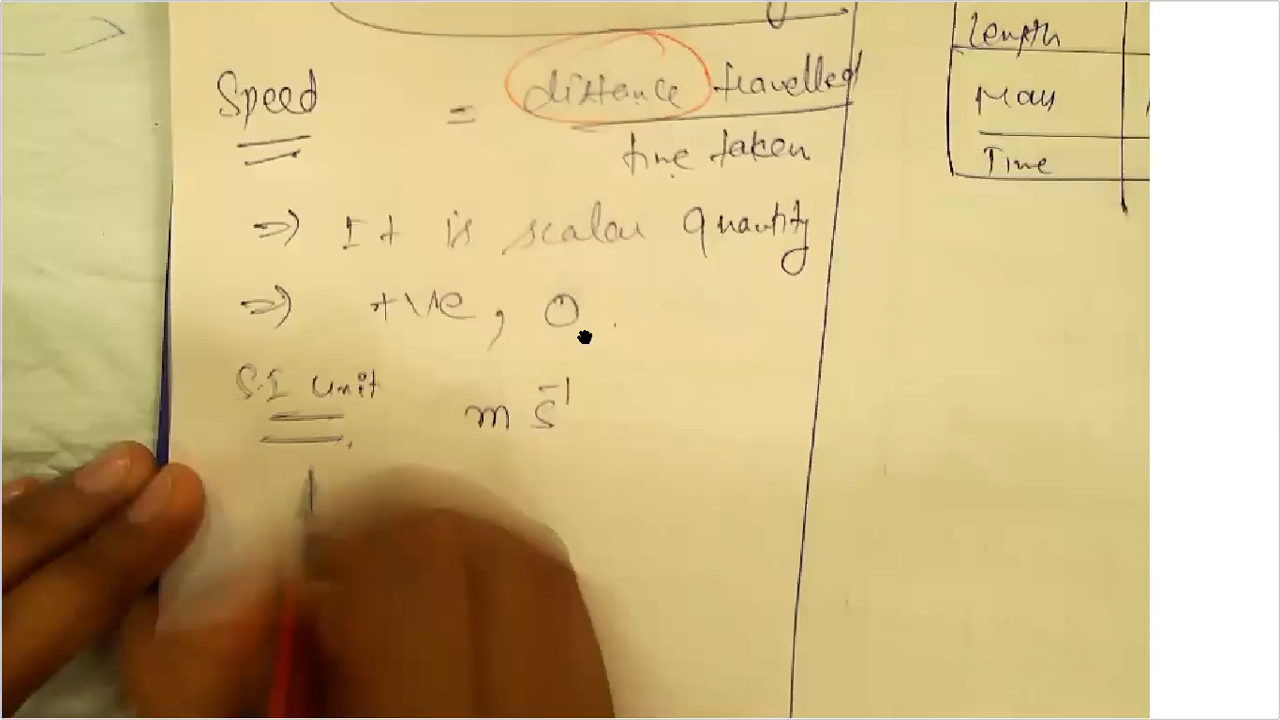 Speed = distance travelled
time taken
=> It is scalar quantity
=> +ve, 0.
S.I unit m s⁻¹
Length
Mass
Time